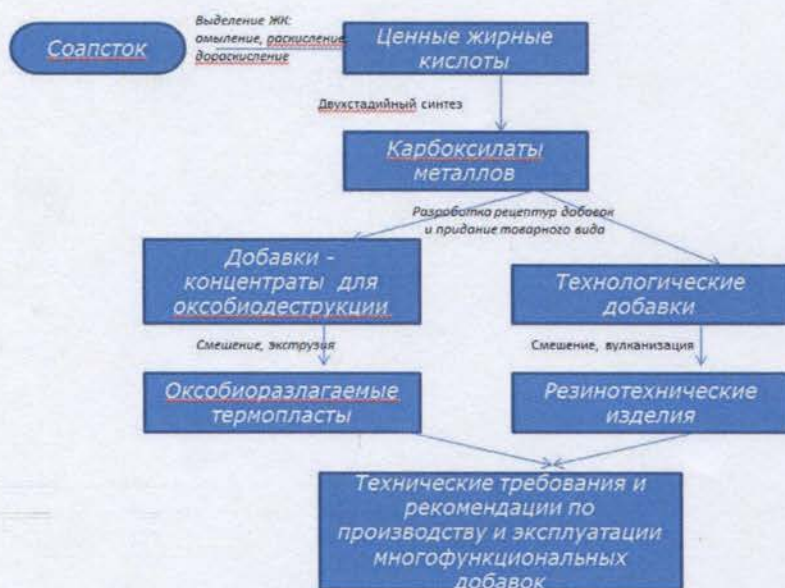 Соапсток
Выделение ЖК:
омыление, раскисление,
дораскисление
Ценные жирные
кислоты
Двухстадийный синтез
Карбоксилаты
металлов
Разработка рецептур добавок
и придание товарного вида
Добавки -
концентраты для
оксобиодеструкции
Технологические
добавки
Смешение, экструзия
Смешение, вулканизация
Оксобиоразлагаемые
термопласты
Резинотехнические
изделия
Технические требования и
рекомендации по
производству и эксплуатации
многофункциональных
добавок